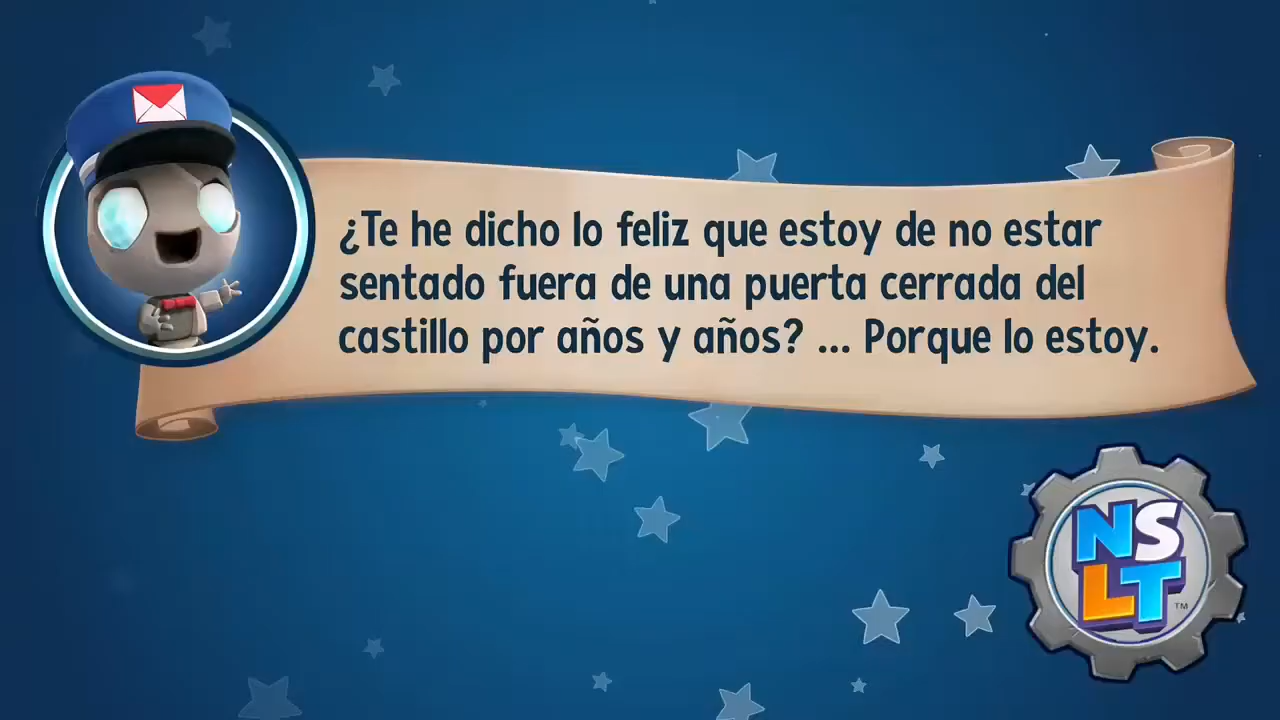 ¿Te he dicho lo feliz que estoy de no estar
sentado fuera de una puerta cerrada del
castillo por años y años? ... Porque lo estoy.
NS
LT
™